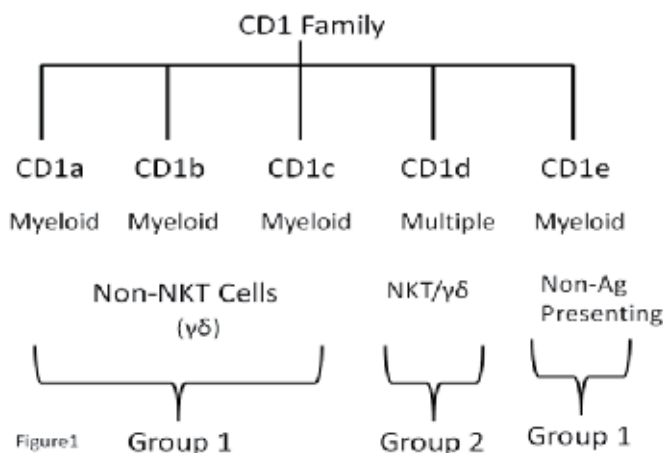 CD1 Family
CD1a CD1b CD1c CD1d CD1e
Myeloid Myeloid Myeloid Multiple Myeloid
Non-NKT Cells
(γδ)
NKT/γδ
Non-Ag
Presenting
Figure1 Group 1 Group 2 Group 1